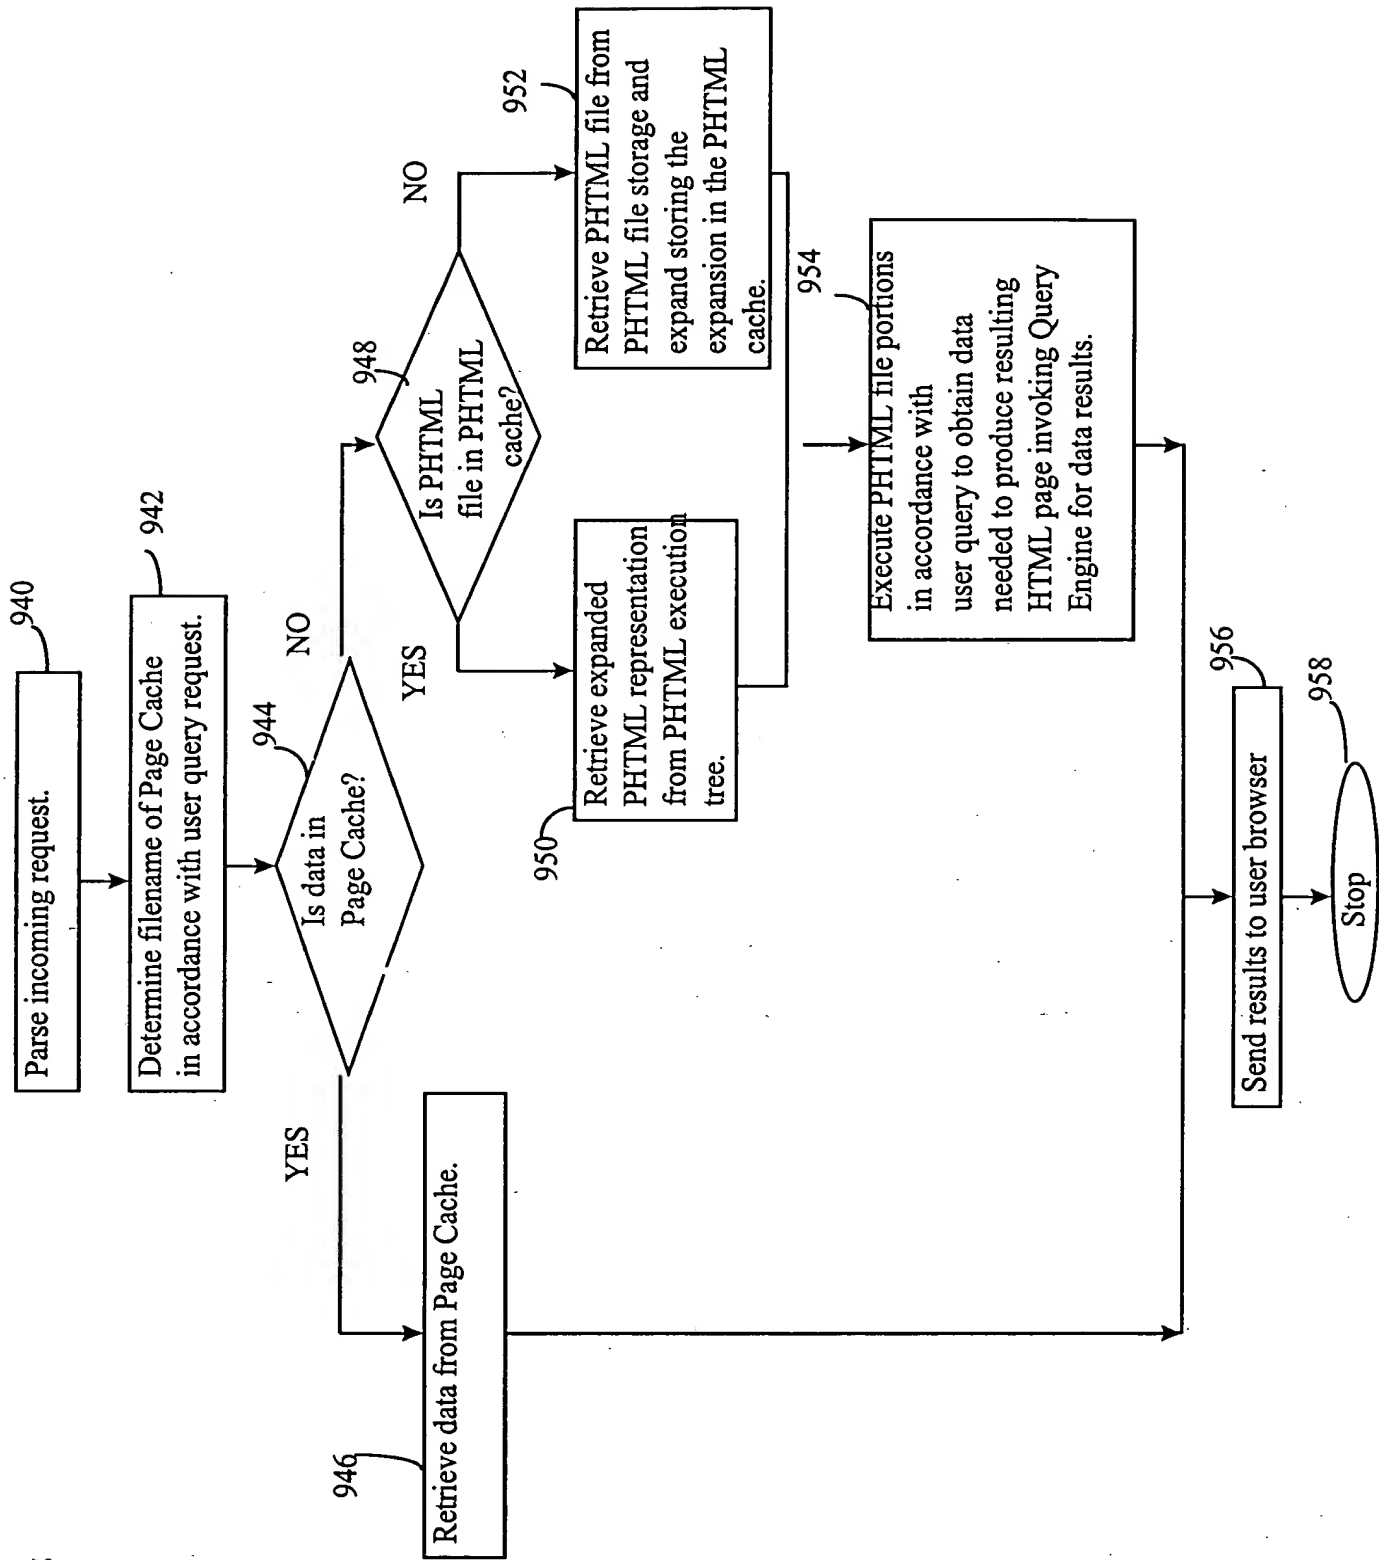 940
Parse incoming request.
942
Determine filename of Page Cache
in accordance with user query request.
944
Is data in
Page Cache?
YES
NO
946
Retrieve data from Page Cache.
948
Is PHTML
file in PHTML
cache?
YES
NO
950
Retrieve expanded
PHTML representation
from PHTML execution
tree.
952
Retrieve PHTML file from
PHTML file storage and
expand storing the
expansion in the PHTML
cache.
954
Execute PHTML file portions
in accordance with
user query to obtain data
needed to produce resulting
HTML page invoking Query
Engine for data results.
956
Send results to user browser
958
Stop